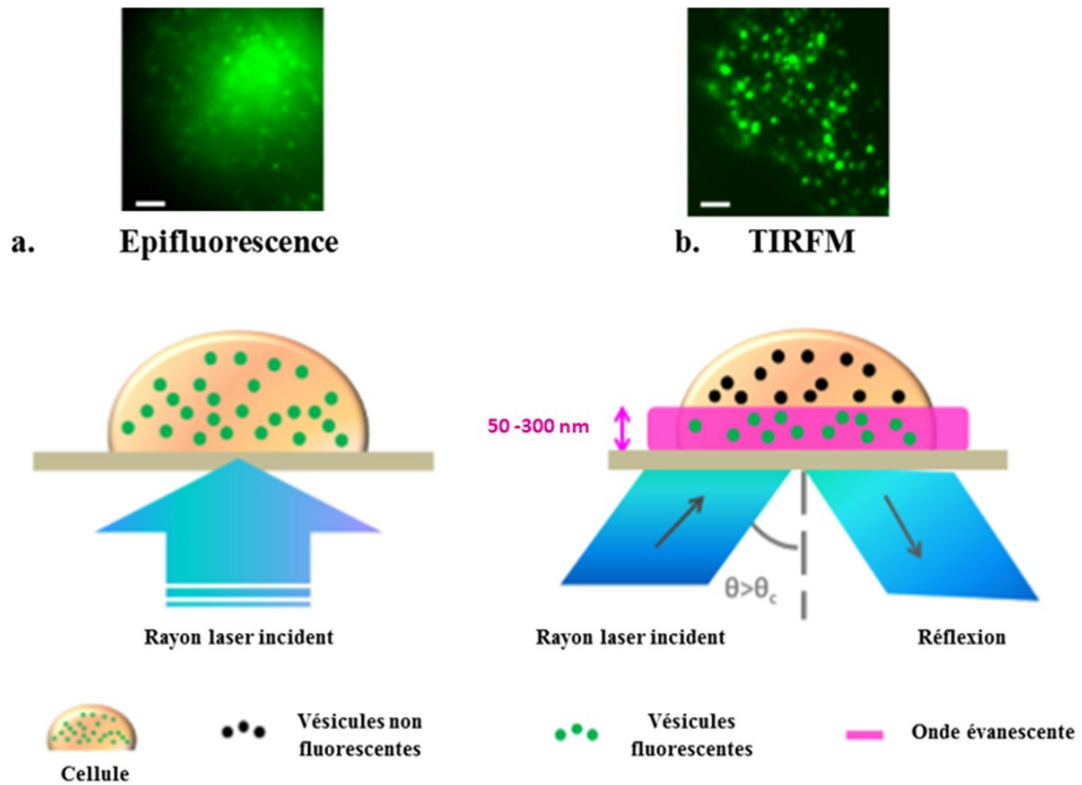 a. Epifluorescence
b. TIRFM
50 -300 nm
θ>θc
Rayon laser incident
Rayon laser incident
Réflexion
Cellule
Vésicules non
fluorescentes
Vésicules
fluorescentes
Onde évanescente